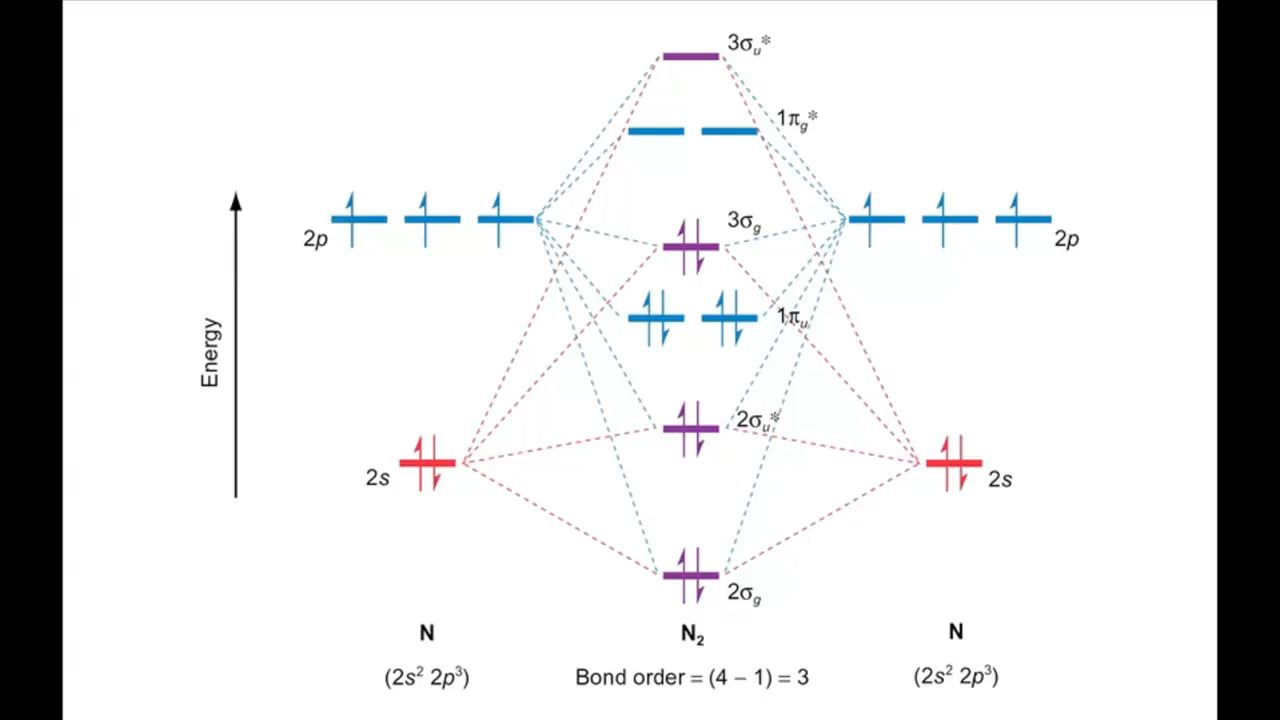 3σᵤ*
1πg*
2p
3σg
2p
1πᵤ
Energy
2σᵤ*
2s
2s
2σg
N
N₂
N
(2s² 2p³)
Bond order = (4 − 1) = 3
(2s² 2p³)